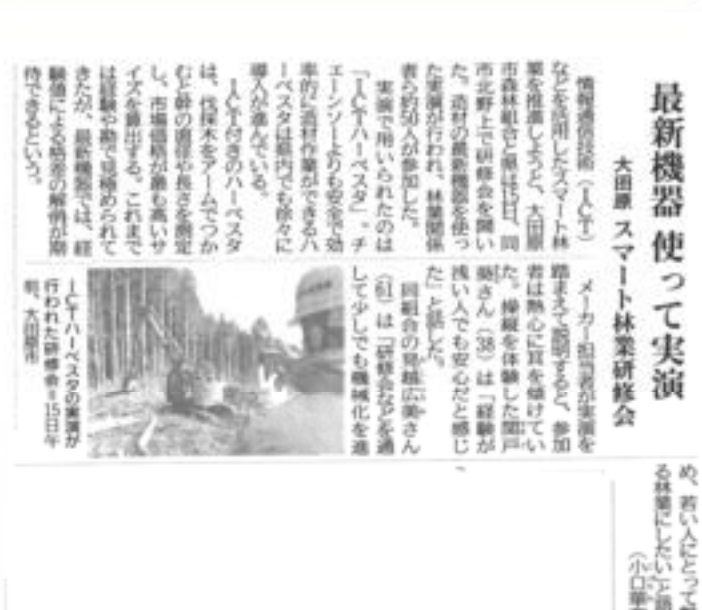 最新機器 使って実演
大田原 スマート林業研修会
情報通信技術（ICT）
などを活用したスマート林
業を推進しようと、大田原
市森林組合と県は15日、同
市北野上で研修会を開い
た。造材の最新機器を使っ
た実演が行われ、林業関係
者ら約50人が参加した。
実演で用いられたのは
「ICTハーベスタ」。チ
ェーンソーよりも安全で効
率的に造材作業ができるハ
ーベスタは県内でも徐々に
導入が進んでいる。
ICT付きのハーベスタ
は、伐採木をアームでつか
むと幹の直径や長さを測定
し、市場価格が最も高いサ
イズを算出する。これまで
は経験や勘で見極められて
きたが、最新機器では、経
験値による格差の解消が期
待できるという。
メーカー担当者が実演を
踏まえて説明すると、参加
者は熱心に耳を傾けてい
た。操縦を体験した関戸
葵さん（38）は「経験が
浅い人でも安心だと感じ
た」と話した。
同組合の
広美さん
（61）は「研修会などを通
して少しでも機械化を進
め、若い人にとって
る林業にしたい」と話
（小口華
ICTハーベスタの実演が
行われた研修会＝15日午
前、大田原市